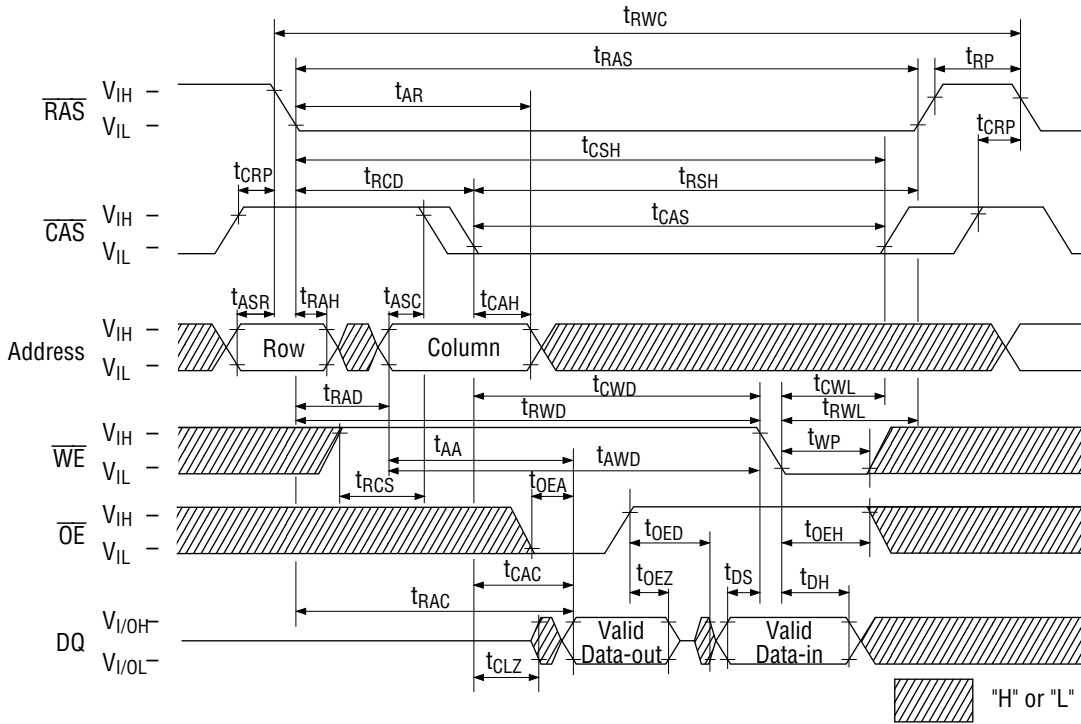 tRWC
tRAS
tRP
tAR
RAS
VIH
VIL
tCRP
tCSH
tCRP
tRCD
tRSH
CAS
VIH
VIL
tCAS
tASR
tRAH
tASC
tCAH
Address
VIH
VIL
Row
Column
tRAD
tCWD
tCWL
tRWD
tRWL
WE
VIH
VIL
tAA
tAWD
tWP
tRCS
tOEA
OE
VIH
VIL
tOED
tOEH
tCAC
tOEZ
tDS
tDH
tRAC
DQ
VI/OH
VI/OL
Valid
Data-out
Valid
Data-in
tCLZ
"H" or "L"